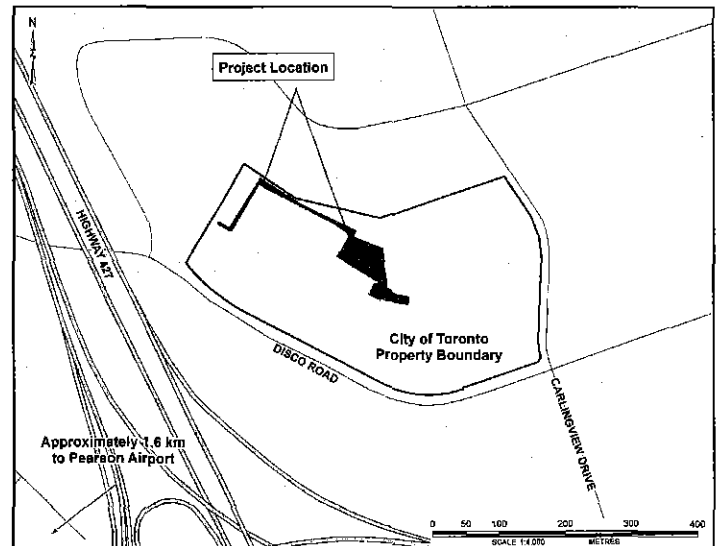 N
Project Location
HIGHWAY 427
City of Toronto
Property Boundary
DISCO ROAD
CARLINGVIEW DRIVE
Approximately 1.6 km
to Pearson Airport
0 50 100 200 300 400
SCALE 1:4,000 METRES